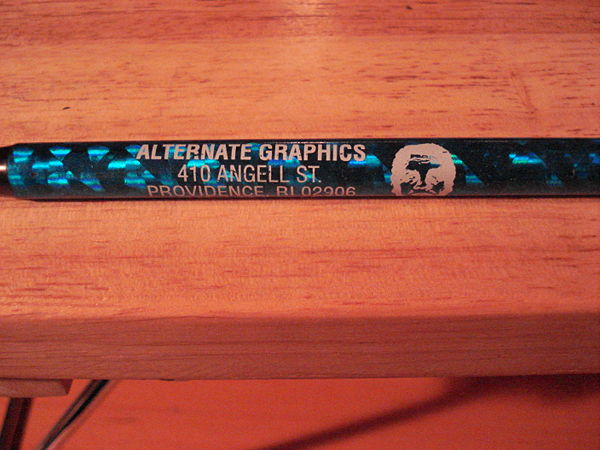 ALTERNATE GRAPHICS
410 ANGELL ST.
PROVIDENCE, RI 02906